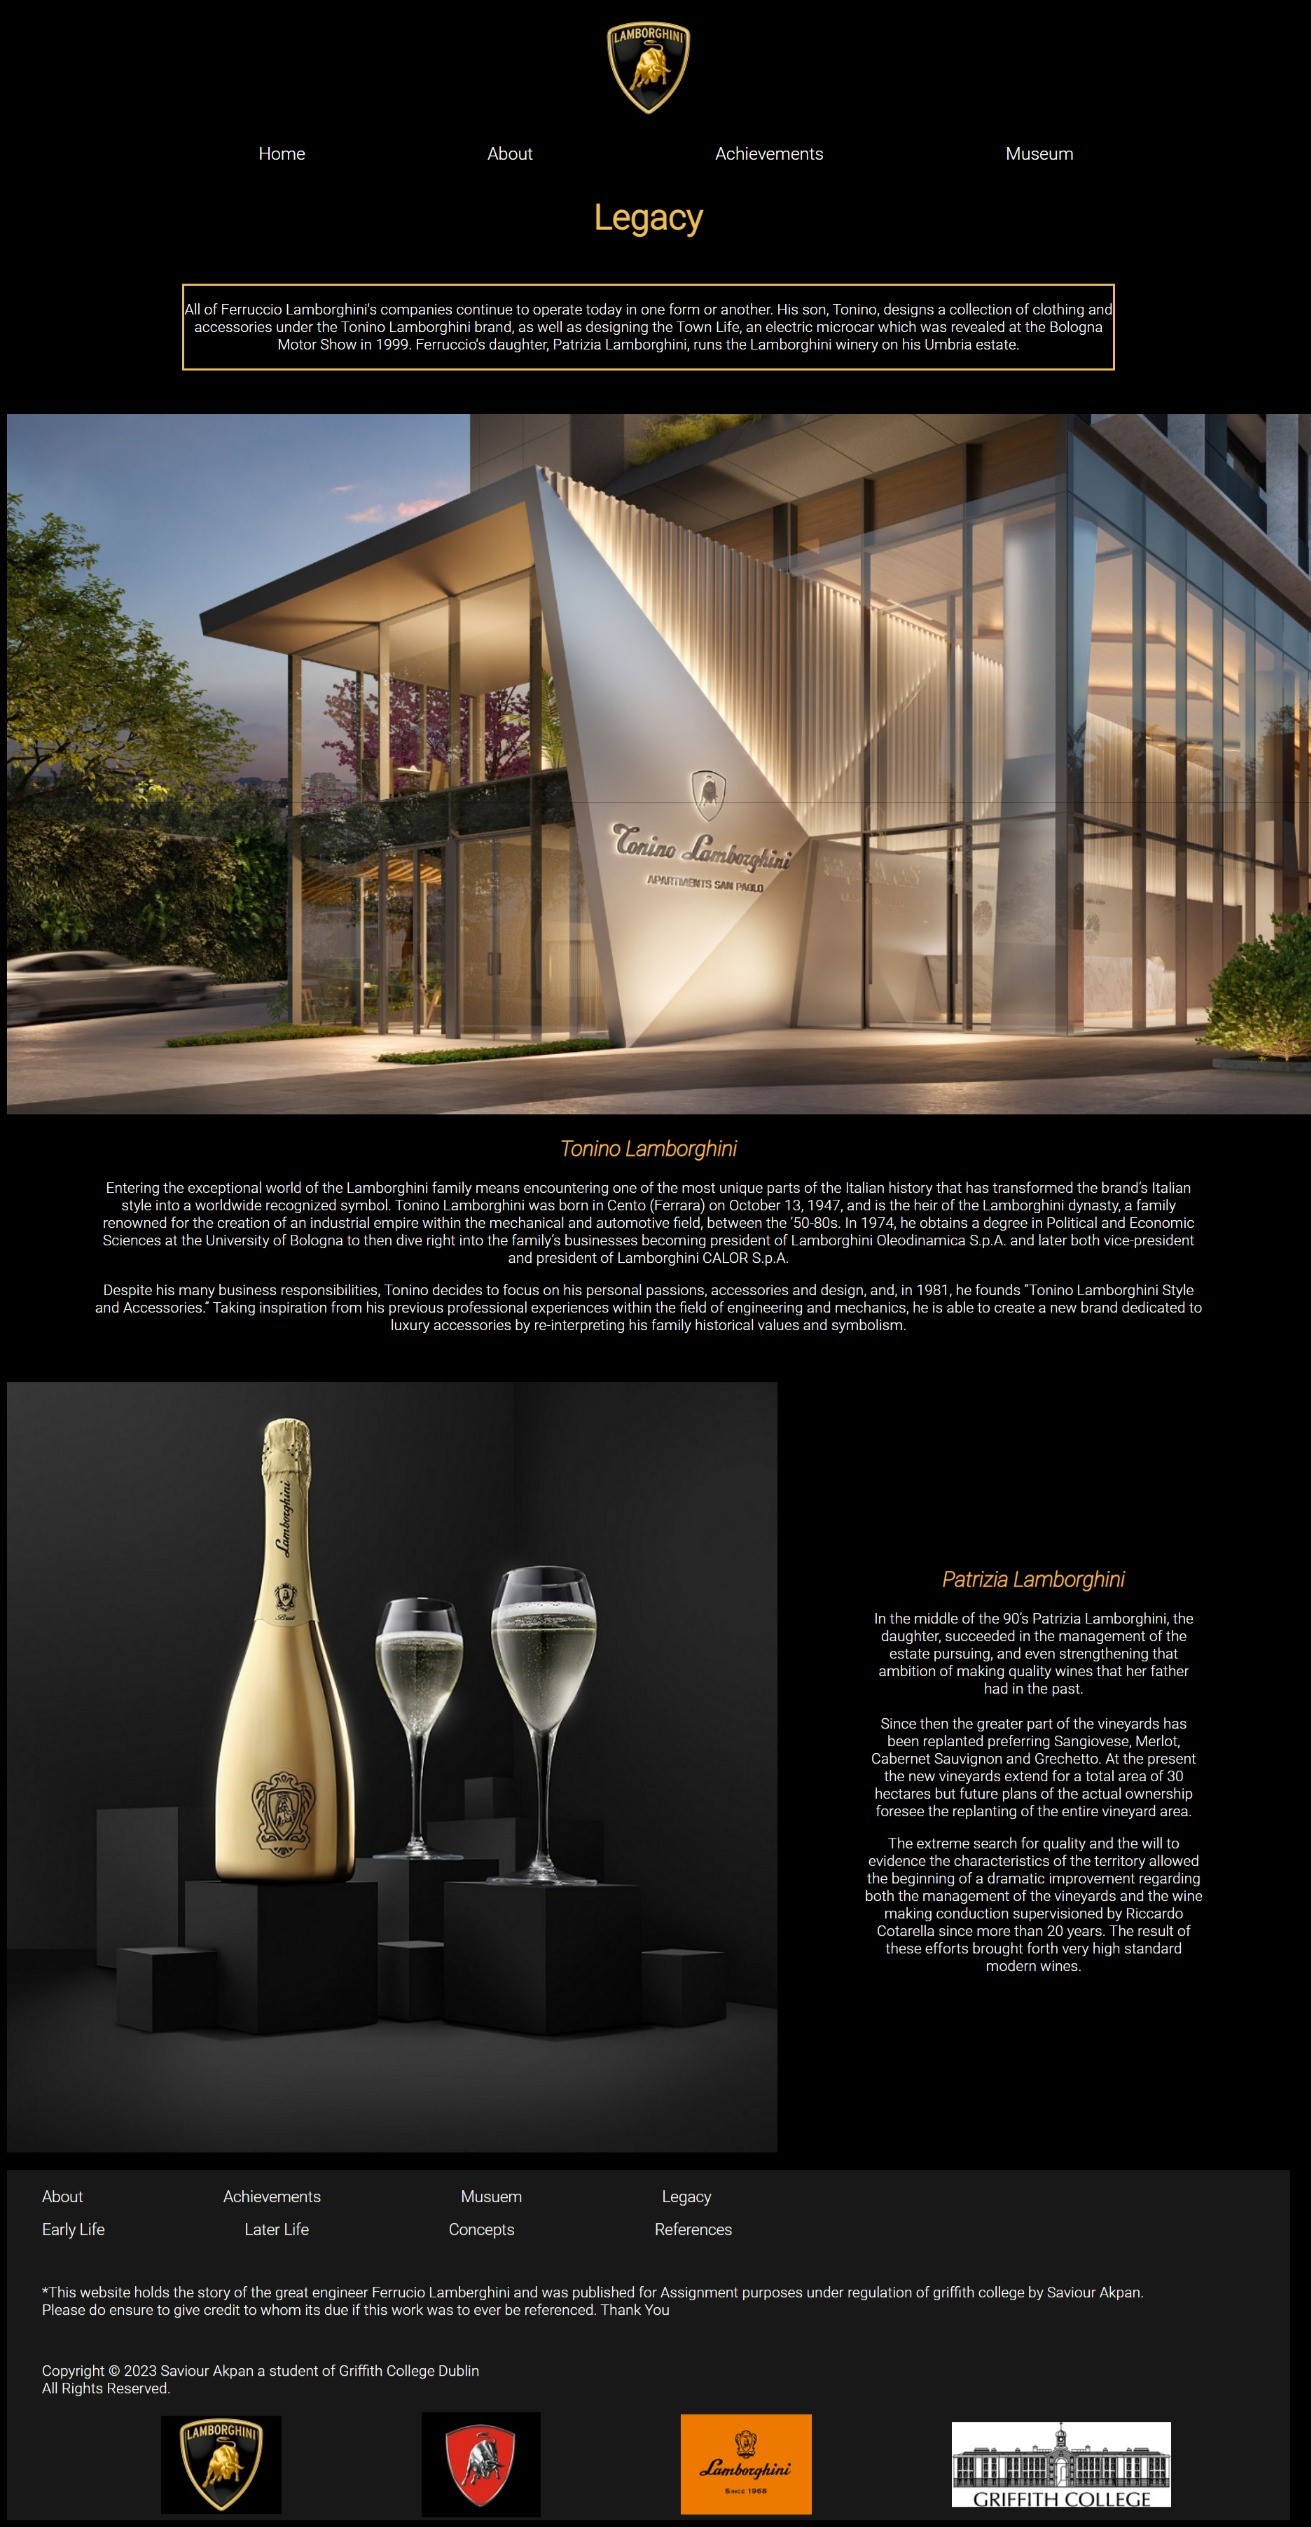 LAMBORGHINI
Home
About
Achievements
Museum
Legacy
All of Ferruccio Lamborghini's companies continue to operate today in one form or another. His son, Tonino, designs a collection of clothing and
accessories under the Tonino Lamborghini brand, as well as designing the Town Life, an electric microcar which was revealed at the Bologna
Motor Show in 1999. Ferruccio's daughter, Patrizia Lamborghini, runs the Lamborghini winery on his Umbria estate.
Tonino Lamborghini
APARTMENTS SAN PAOLO
Tonino Lamborghini
Entering the exceptional world of the Lamborghini family means encountering one of the most unique parts of the Italian history that has transformed the brand's Italian
style into a worldwide recognized symbol. Tonino Lamborghini was born in Cento (Ferrara) on October 13, 1947, and is the heir of the Lamborghini dynasty, a family
renowned for the creation of an industrial empire within the mechanical and automotive field, between the '50-80s. In 1974, he obtains a degree in Political and Economic
Sciences at the University of Bologna to then dive right into the family's businesses becoming president of Lamborghini Oleodinamica S.p.A. and later both vice-president
and president of Lamborghini CALOR S.p.A.
Despite his many business responsibilities, Tonino decides to focus on his personal passions, accessories and design, and, in 1981, he founds "Tonino Lamborghini Style
and Accessories." Taking inspiration from his previous professional experiences within the field of engineering and mechanics, he is able to create a new brand dedicated to
luxury accessories by re-interpreting his family historical values and symbolism.
Lamborghini
Brut
Patrizia Lamborghini
In the middle of the 90's Patrizia Lamborghini, the
daughter, succeeded in the management of the
estate pursuing, and even strengthening that
ambition of making quality wines that her father
had in the past.
Since then the greater part of the vineyards has
been replanted preferring Sangiovese, Merlot,
Cabernet Sauvignon and Grechetto. At the present
the new vineyards extend for a total area of 30
hectares but future plans of the actual ownership
foresee the replanting of the entire vineyard area.
The extreme search for quality and the will to
evidence the characteristics of the territory allowed
the beginning of a dramatic improvement regarding
both the management of the vineyards and the wine
making conduction supervisioned by Riccardo
Cotarella since more than 20 years. The result of
these efforts brought forth very high standard
modern wines.
About
Achievements
Musuem
Legacy
Early Life
Later Life
Concepts
References
*This website holds the story of the great engineer Ferrucio Lamberghini and was published for Assignment purposes under regulation of griffith college by Saviour Akpan.
Please do ensure to give credit to whom its due if this work was to ever be referenced. Thank You
Copyright © 2023 Saviour Akpan a student of Griffith College Dublin
All Rights Reserved.
LAMBORGHINI
Lamborghini
SINCE 1968
GRIFFITH COLLEGE